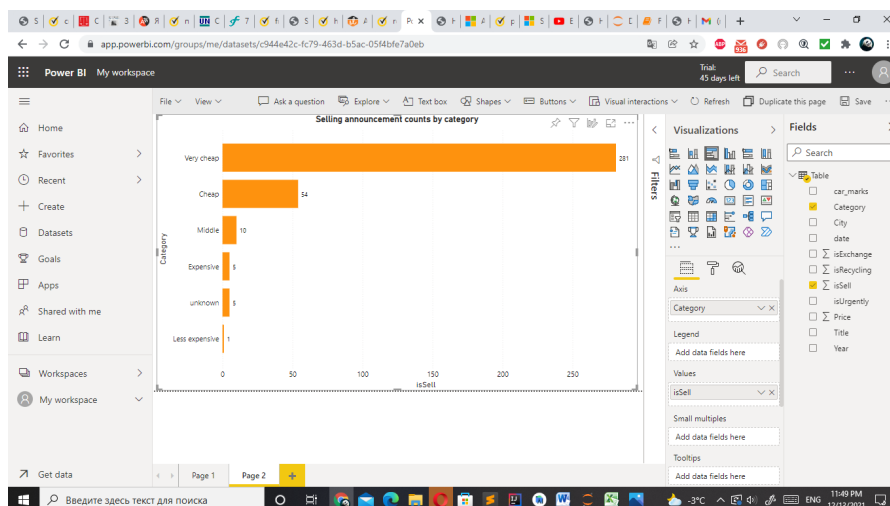 app.powerbi.com/groups/me/datasets/c944e42c-fc79-463d-b5ac-05f4bfe7a0eb
Power BI My workspace
Trial:
45 days left
Search
File View Ask a question Explore Text box Shapes Buttons Visual interactions Refresh Duplicate this page Save
Home
Favorites
Recent
Create
Datasets
Goals
Apps
Shared with me
Learn
Workspaces
My workspace
Get data
Selling announcement counts by category
Category
Very cheap 281
Cheap 54
Middle 10
Expensive 5
unknown 5
Less expensive 1
0 50 100 150 200 250
isSell
Page 1 Page 2 +
Filters
Visualizations
Axis
Category
Legend
Add data fields here
Values
isSell
Small multiples
Add data fields here
Tooltips
Add data fields here
Fields
Search
Table
car_marks
Category
City
date
isExchange
isRecycling
isSell
isUrgently
Price
Title
Year
Введите здесь текст для поиска
-3°C ENG 11:49 PM
12/13/2021